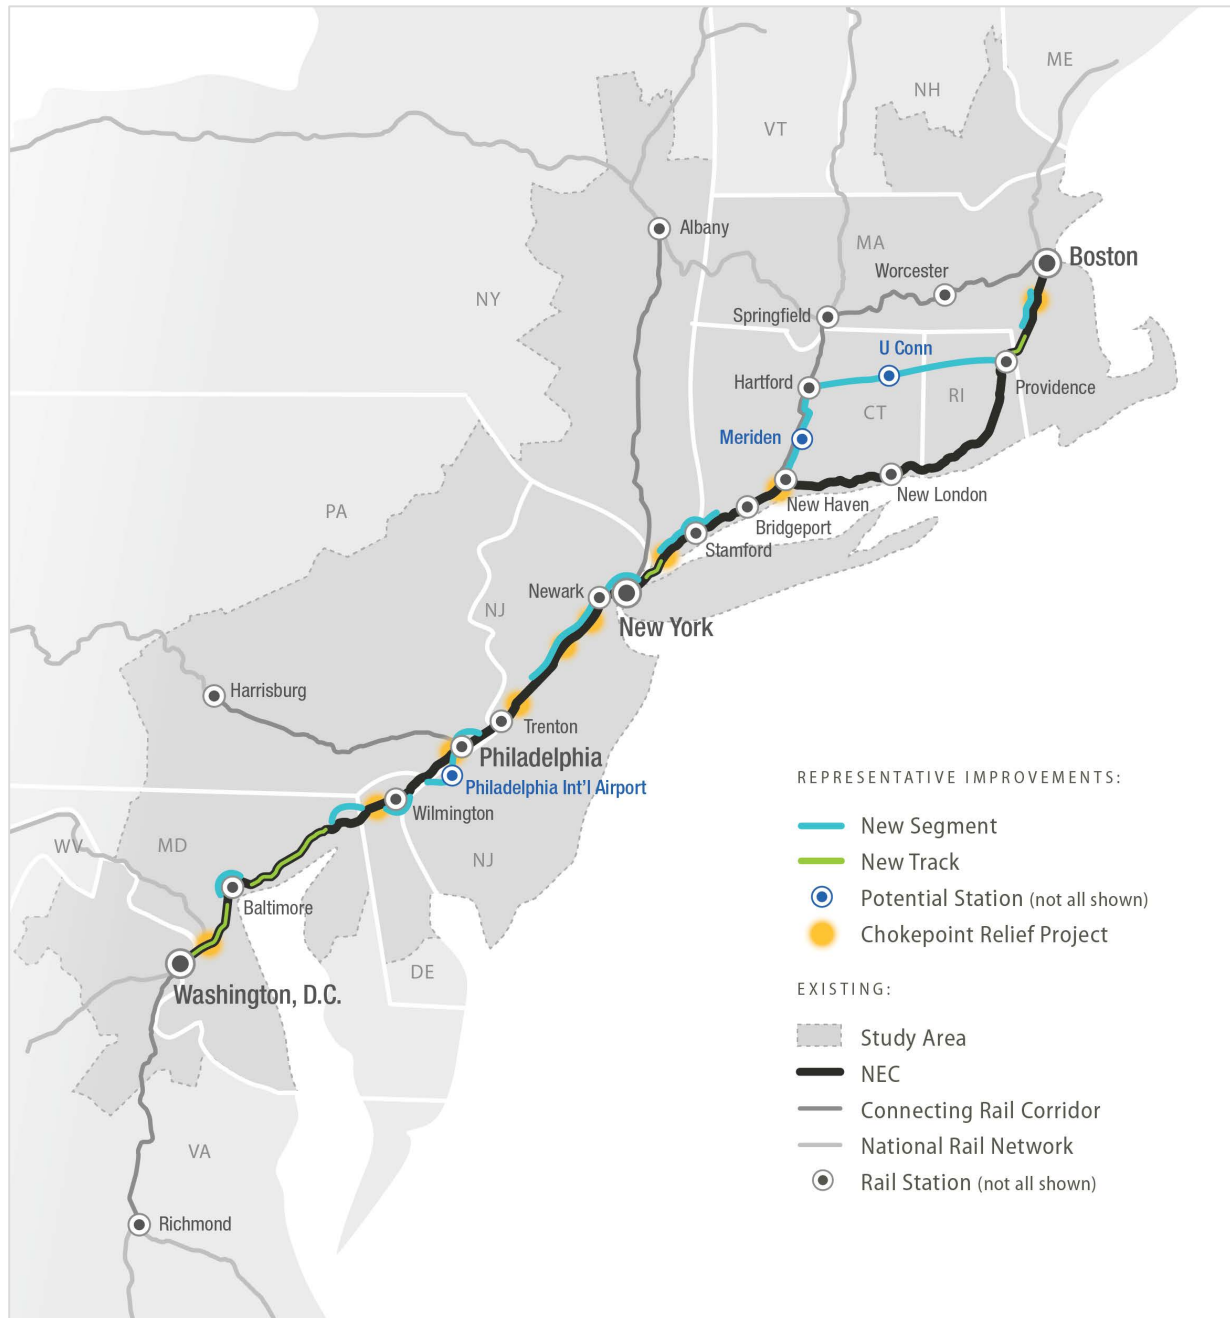 ME
NH
VT
Albany
MA
Boston
Worcester
NY
Springfield
U Conn
Hartford
Providence
RI
CT
Meriden
New London
New Haven
PA
Bridgeport
Stamford
Newark
NJ
New York
Harrisburg
Trenton
Philadelphia
Philadelphia Int'l Airport
Wilmington
WV
MD
NJ
Baltimore
DE
Washington, D.C.
VA
Richmond
REPRESENTATIVE IMPROVEMENTS:
New Segment
New Track
Potential Station (not all shown)
Chokepoint Relief Project
EXISTING:
Study Area
NEC
Connecting Rail Corridor
National Rail Network
Rail Station (not all shown)